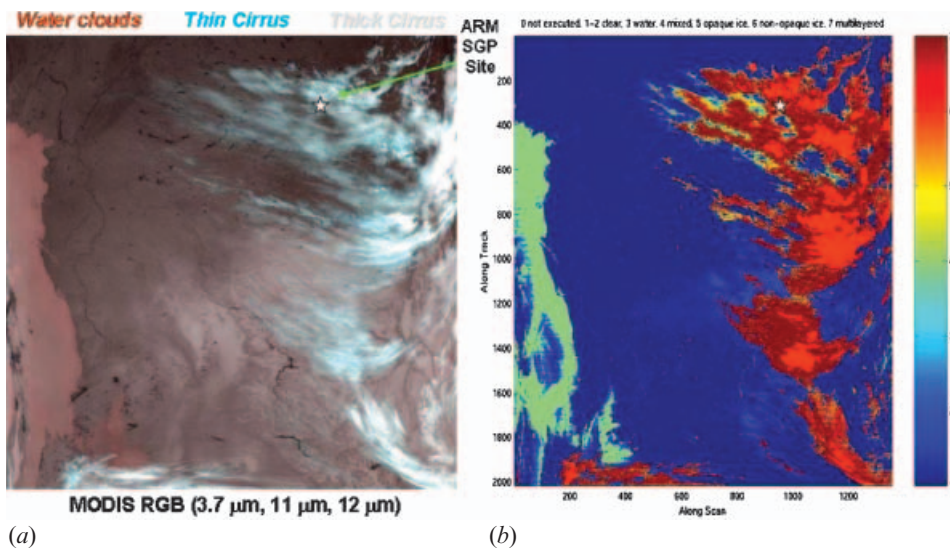 Water clouds Thin Cirrus Thick Cirrus
ARM
SGP
Site
MODIS RGB (3.7 μm, 11 μm, 12 μm)
(a)
0 not executed, 1-2 clear, 3 water, 4 mixed, 5 opaque ice, 6 non-opaque ice, 7 multilayered
200
400
600
800
1000
1200
1400
1600
1800
2000
Along Track
200 400 600 800 1000 1200
Along Scan
(b)